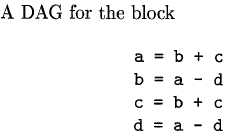 A DAG for the block
a = b + c
b = a - d
c = b + c
d = a - d